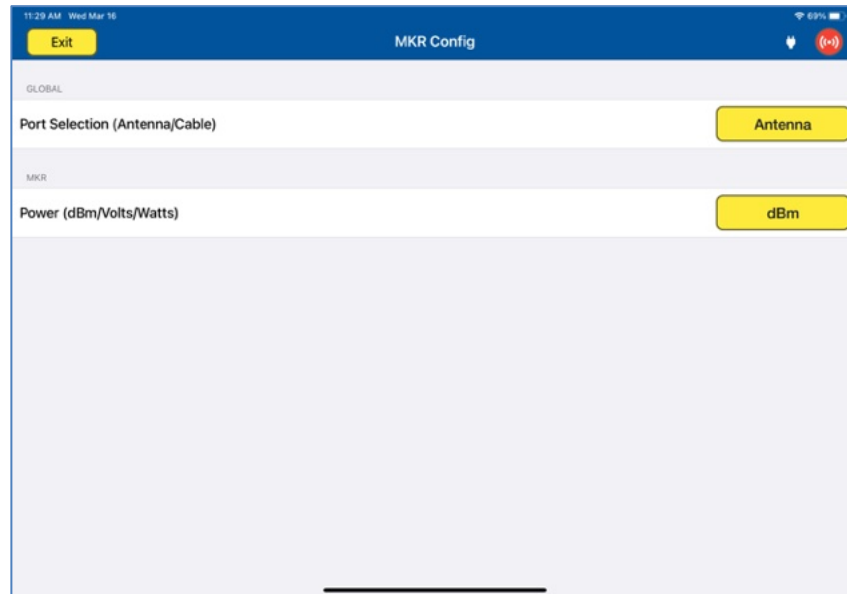 11:29 AM Wed Mar 16
69%
Exit
MKR Config
GLOBAL
Port Selection (Antenna/Cable)
Antenna
MKR
Power (dBm/Volts/Watts)
dBm